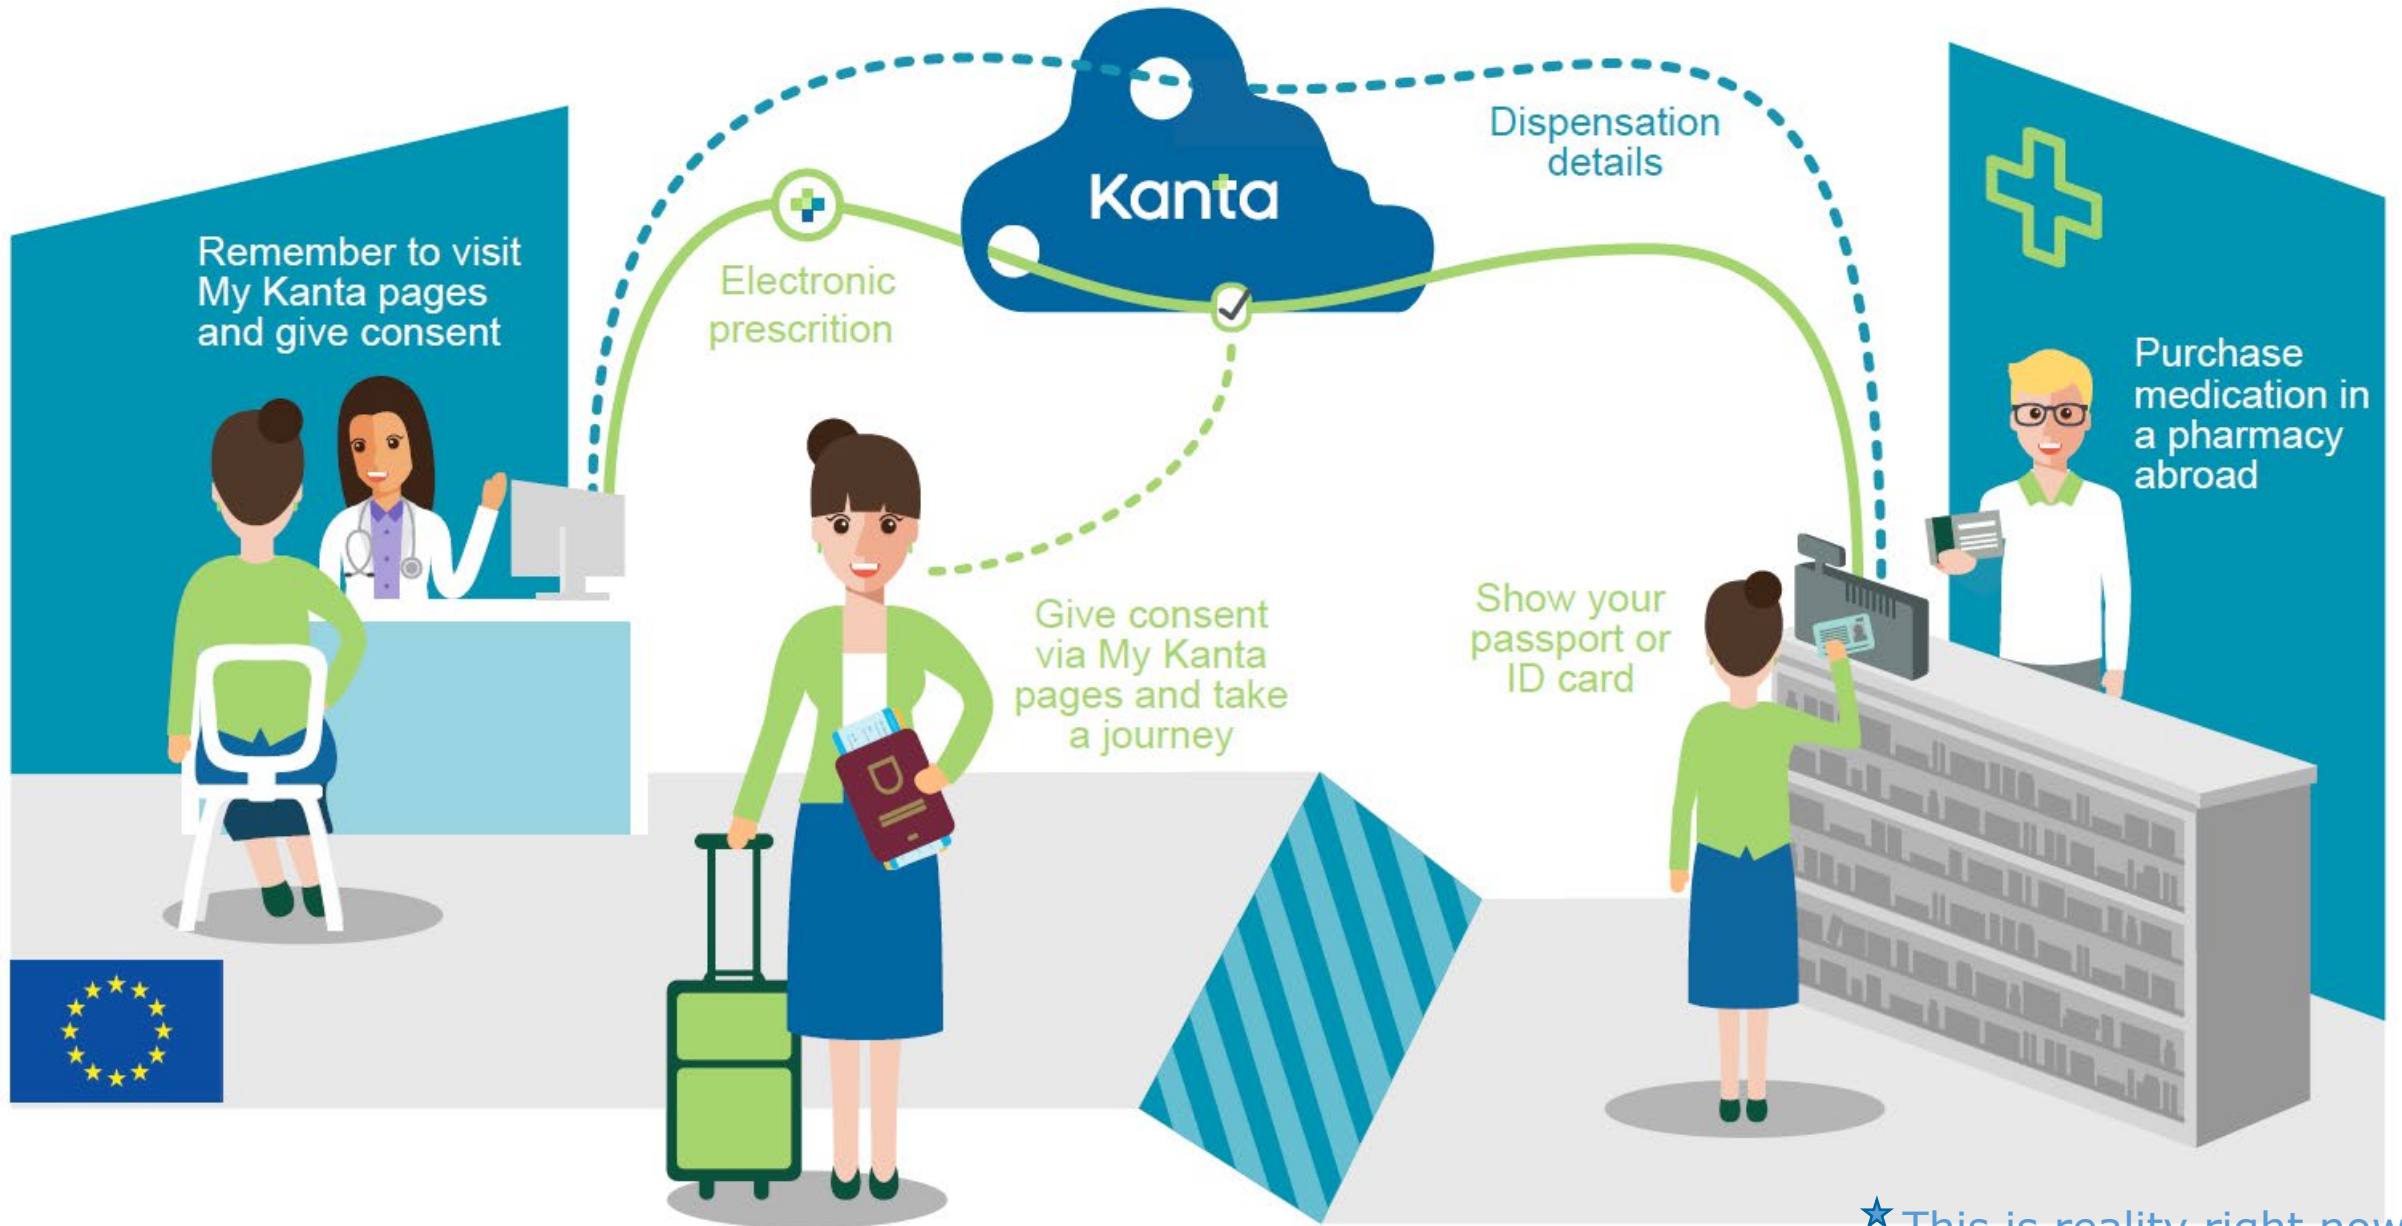 Remember to visit
My Kanta pages
and give consent
Electronic
prescrition
Kanta
Dispensation
details
Purchase
medication in
a pharmacy
abroad
Give consent
via My Kanta
pages and take
a journey
Show your
passport or
ID card
This is reality right now